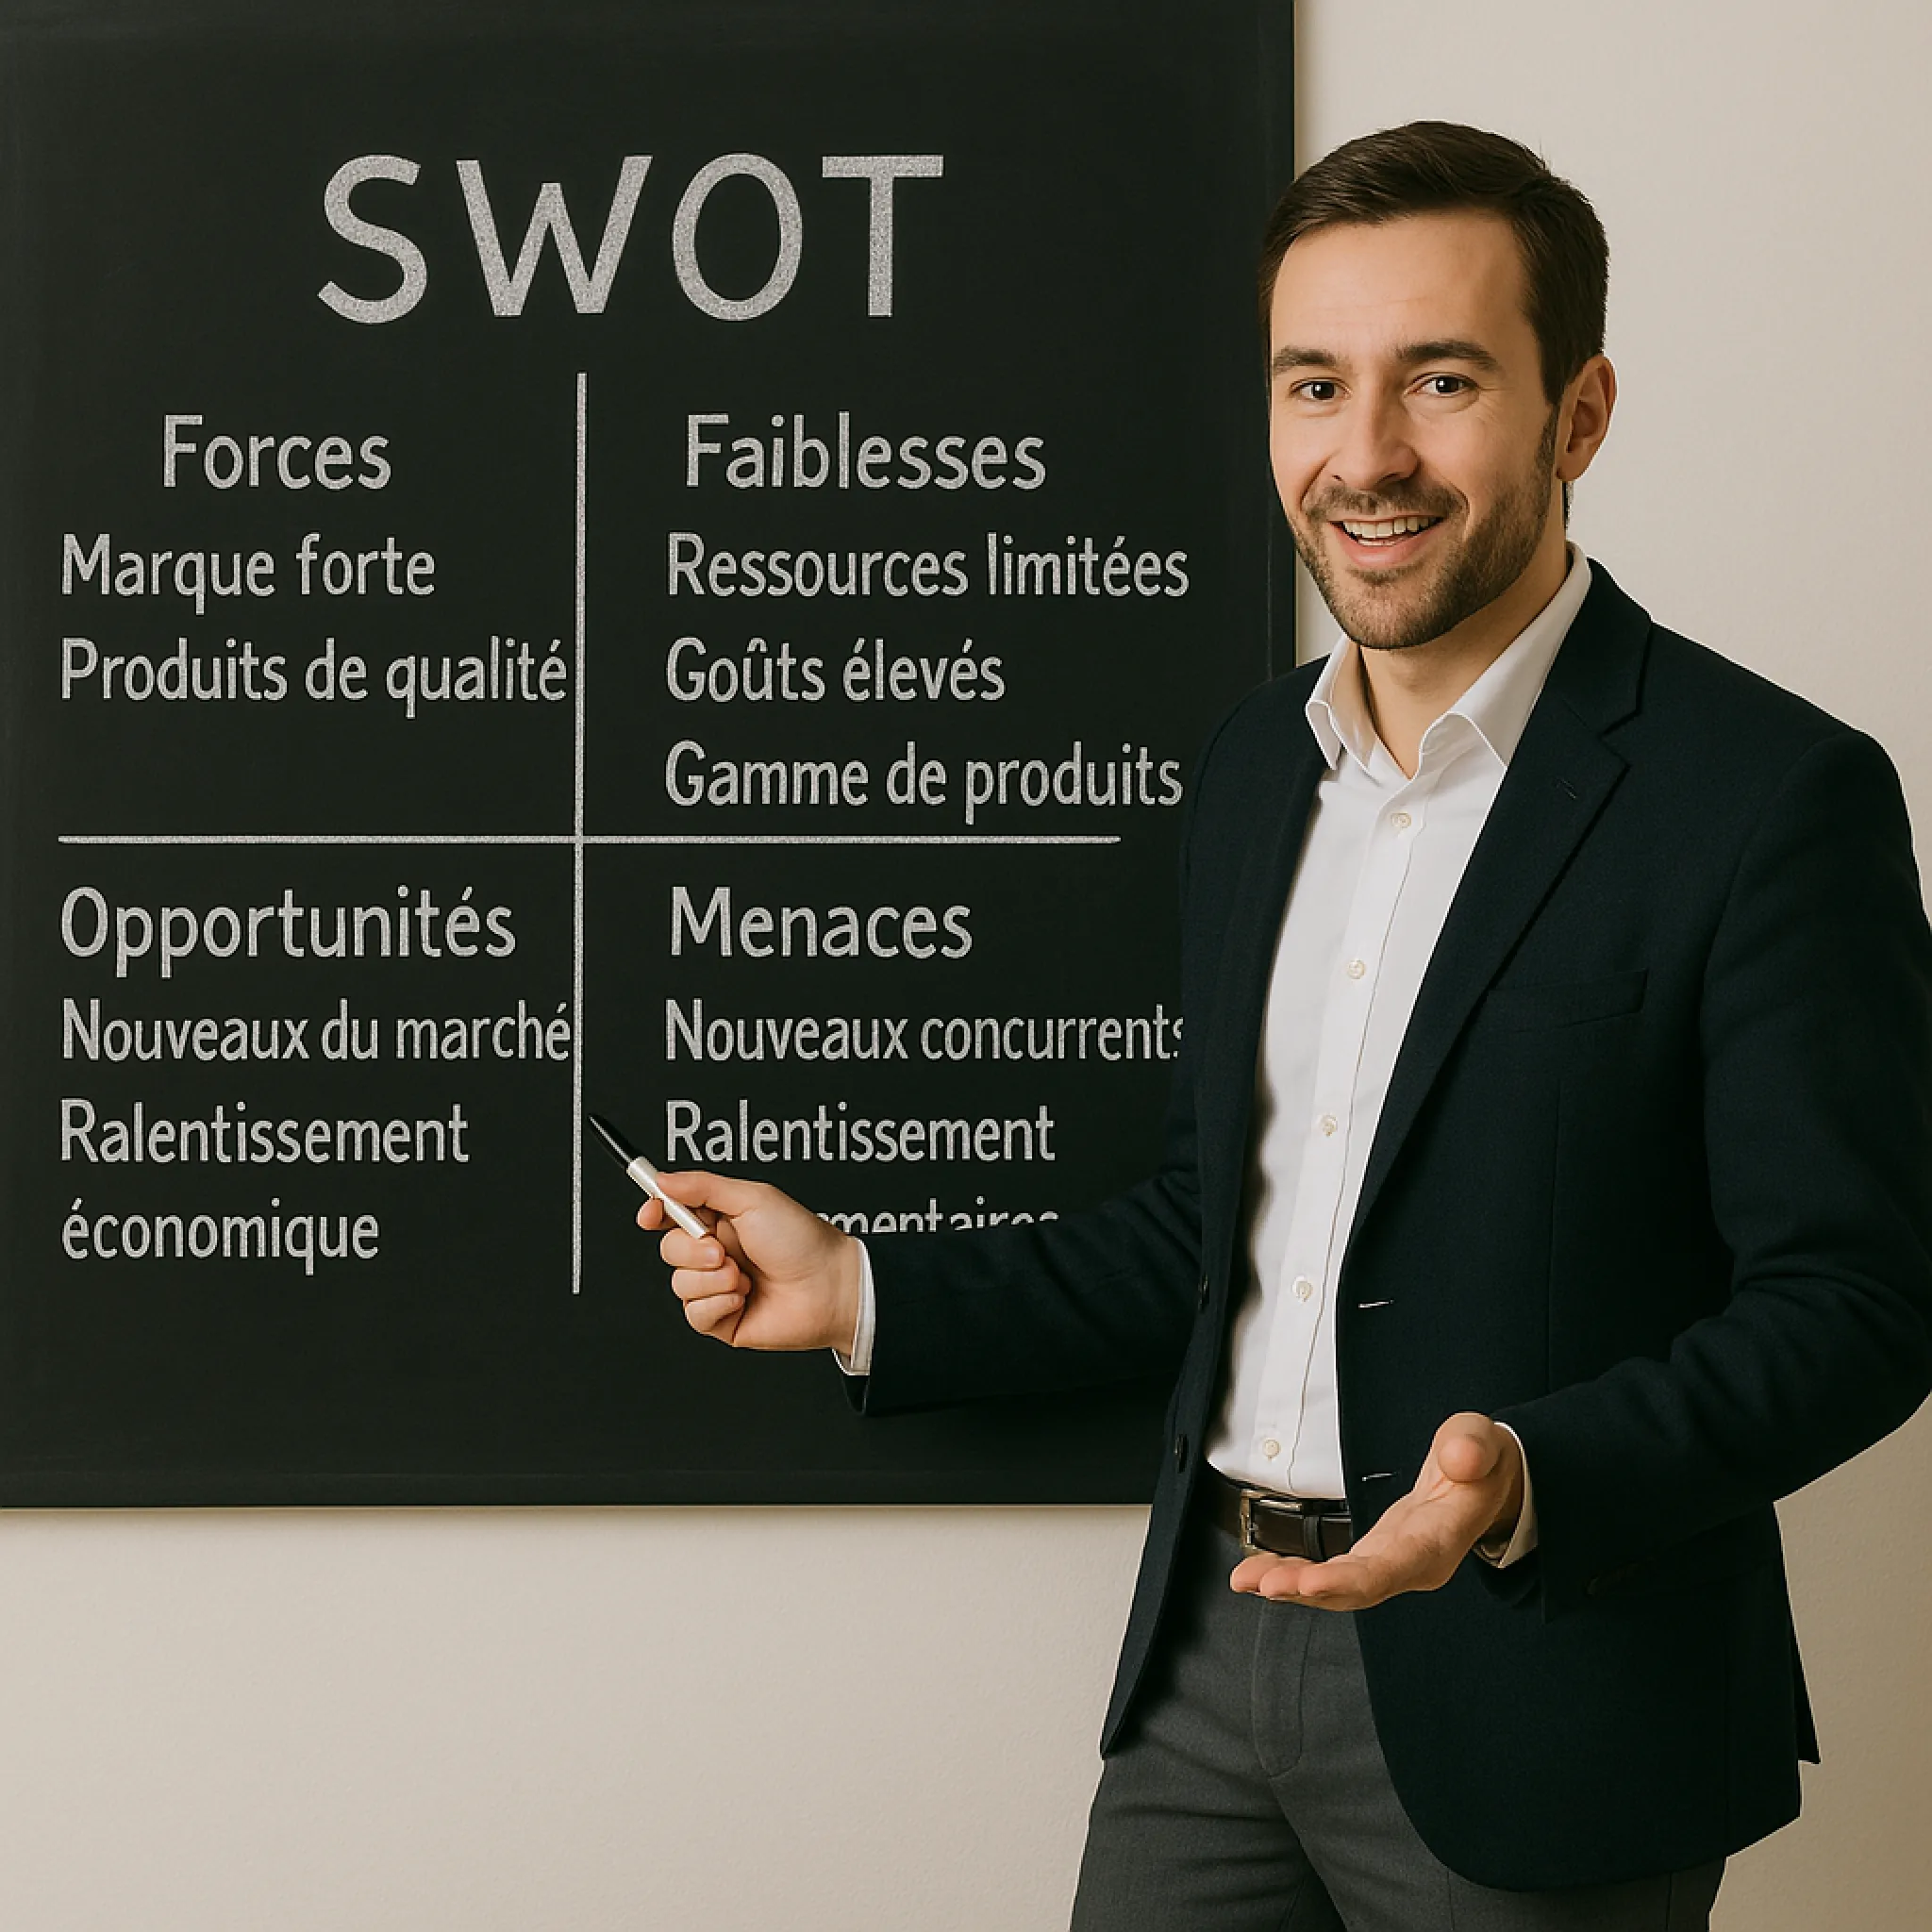 SWOT
Forces
Marque forte
Produits de qualité
Faiblesses
Ressources limitées
Goûts élevés
Gamme de produits
Opportunités
Nouveaux du marché
Ralentissement
économique
Menaces
Nouveaux concurrents
Ralentissement